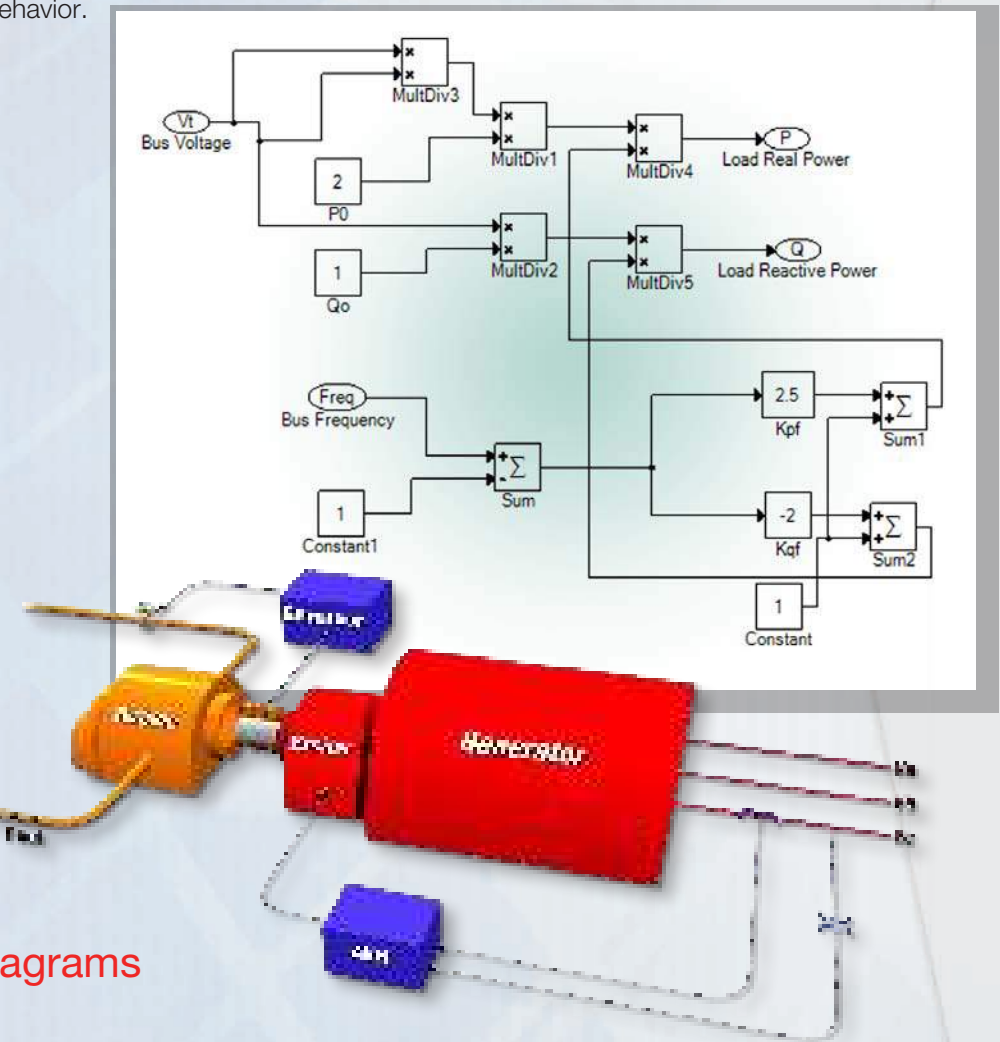 ehavior.
MultDiv3
Vt
Bus Voltage
MultDiv1
P
Load Real Power
MultDiv4
2
P0
MultDiv2
Q
Load Reactive Power
MultDiv5
1
Qo
Freq
Bus Frequency
2.5
Kpf
Σ
Sum1
Σ
Sum
1
Constant1
-2
Kqf
Σ
Sum2
1
Constant
Generator
agrams